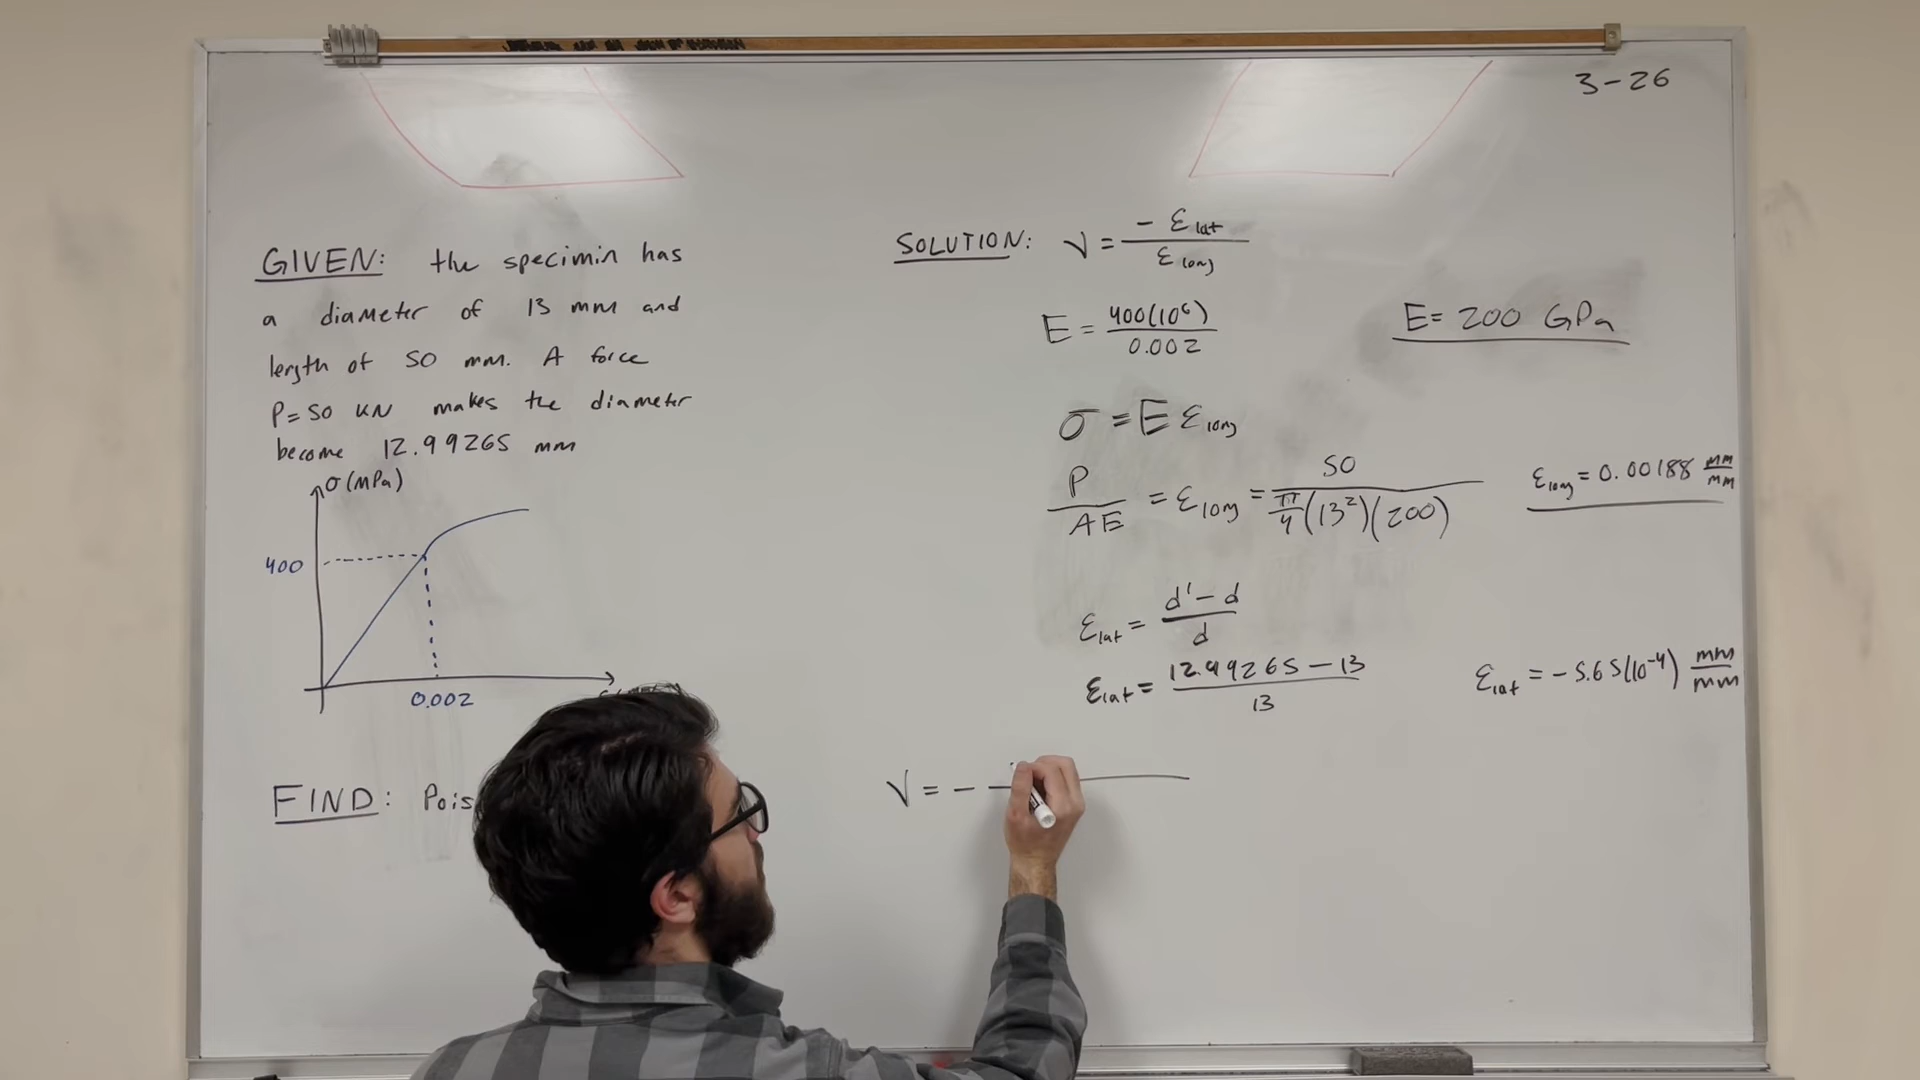 3-26
GIVEN: the specimin has
a diameter of 13 mm and
length of 50 mm. A force
P=50 kN makes the diameter
become 12.99265 mm
σ(MPa)
400
0.002
FIND: Pois
SOLUTION: ν = -ε_lat / ε_long
E = 400(10⁶) / 0.002
E= 200 GPa
σ = E ε_long
P / AE = ε_long = 50 / π/4 (13²)(200)
ε_long = 0.00188 mm/mm
ε_lat = d' - d / d
ε_lat = 12.99265 - 13 / 13
ε_lat = -5.65(10⁻⁴) mm/mm
ν = -